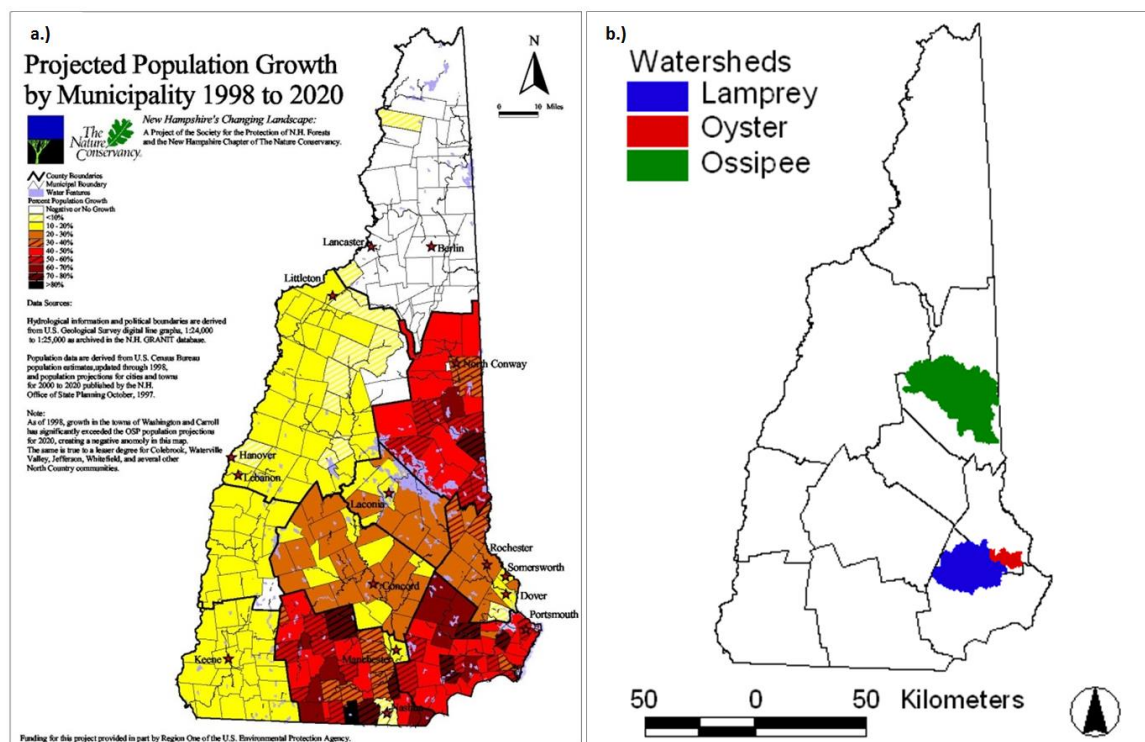 a.)
Projected Population Growth
by Municipality 1998 to 2020
N
0 10 Miles
The
Nature
Conservancy.
New Hampshire's Changing Landscape:
A Project of the Society for the Protection of N.H. Forests
and the New Hampshire Chapter of The Nature Conservancy.
County Boundaries
Municipal Boundary
Water Features
Percent Population Growth
Negative or No Growth
<10%
10 - 20%
20 - 30%
30 - 40%
40 - 50%
50 - 60%
60 - 70%
70 - 80%
>80%
Data Sources:
Hydrological information and political boundaries are derived
from U.S. Geological Survey digital line graphs, 1:24,000
to 1:25,000 as archived in the N.H. GRANIT database.
Population data are derived from U.S. Census Bureau
population estimates,updated through 1998,
and population projections for cities and towns
for 2000 to 2020 published by the N.H.
Office of State Planning October, 1997.
Note:
As of 1998, growth in the towns of Washington and Carroll
has significantly exceeded the OSP population projections
for 2020, creating a negative anomoly in this map.
The same is true to a lesser degree for Colebrook, Waterville
Valley, Jefferson, Whitefield, and several other
North Country communities.
Lancaster
Berlin
Littleton
North Conway
Hanover
Lebanon
Laconia
Rochester
Somersworth
Concord
Dover
Portsmouth
Manchester
Keene
Nashua
Funding for this project provided in part by Region One of the U.S. Environmental Protection Agency.
b.)
Watersheds
Lamprey
Oyster
Ossipee
50 0 50 Kilometers